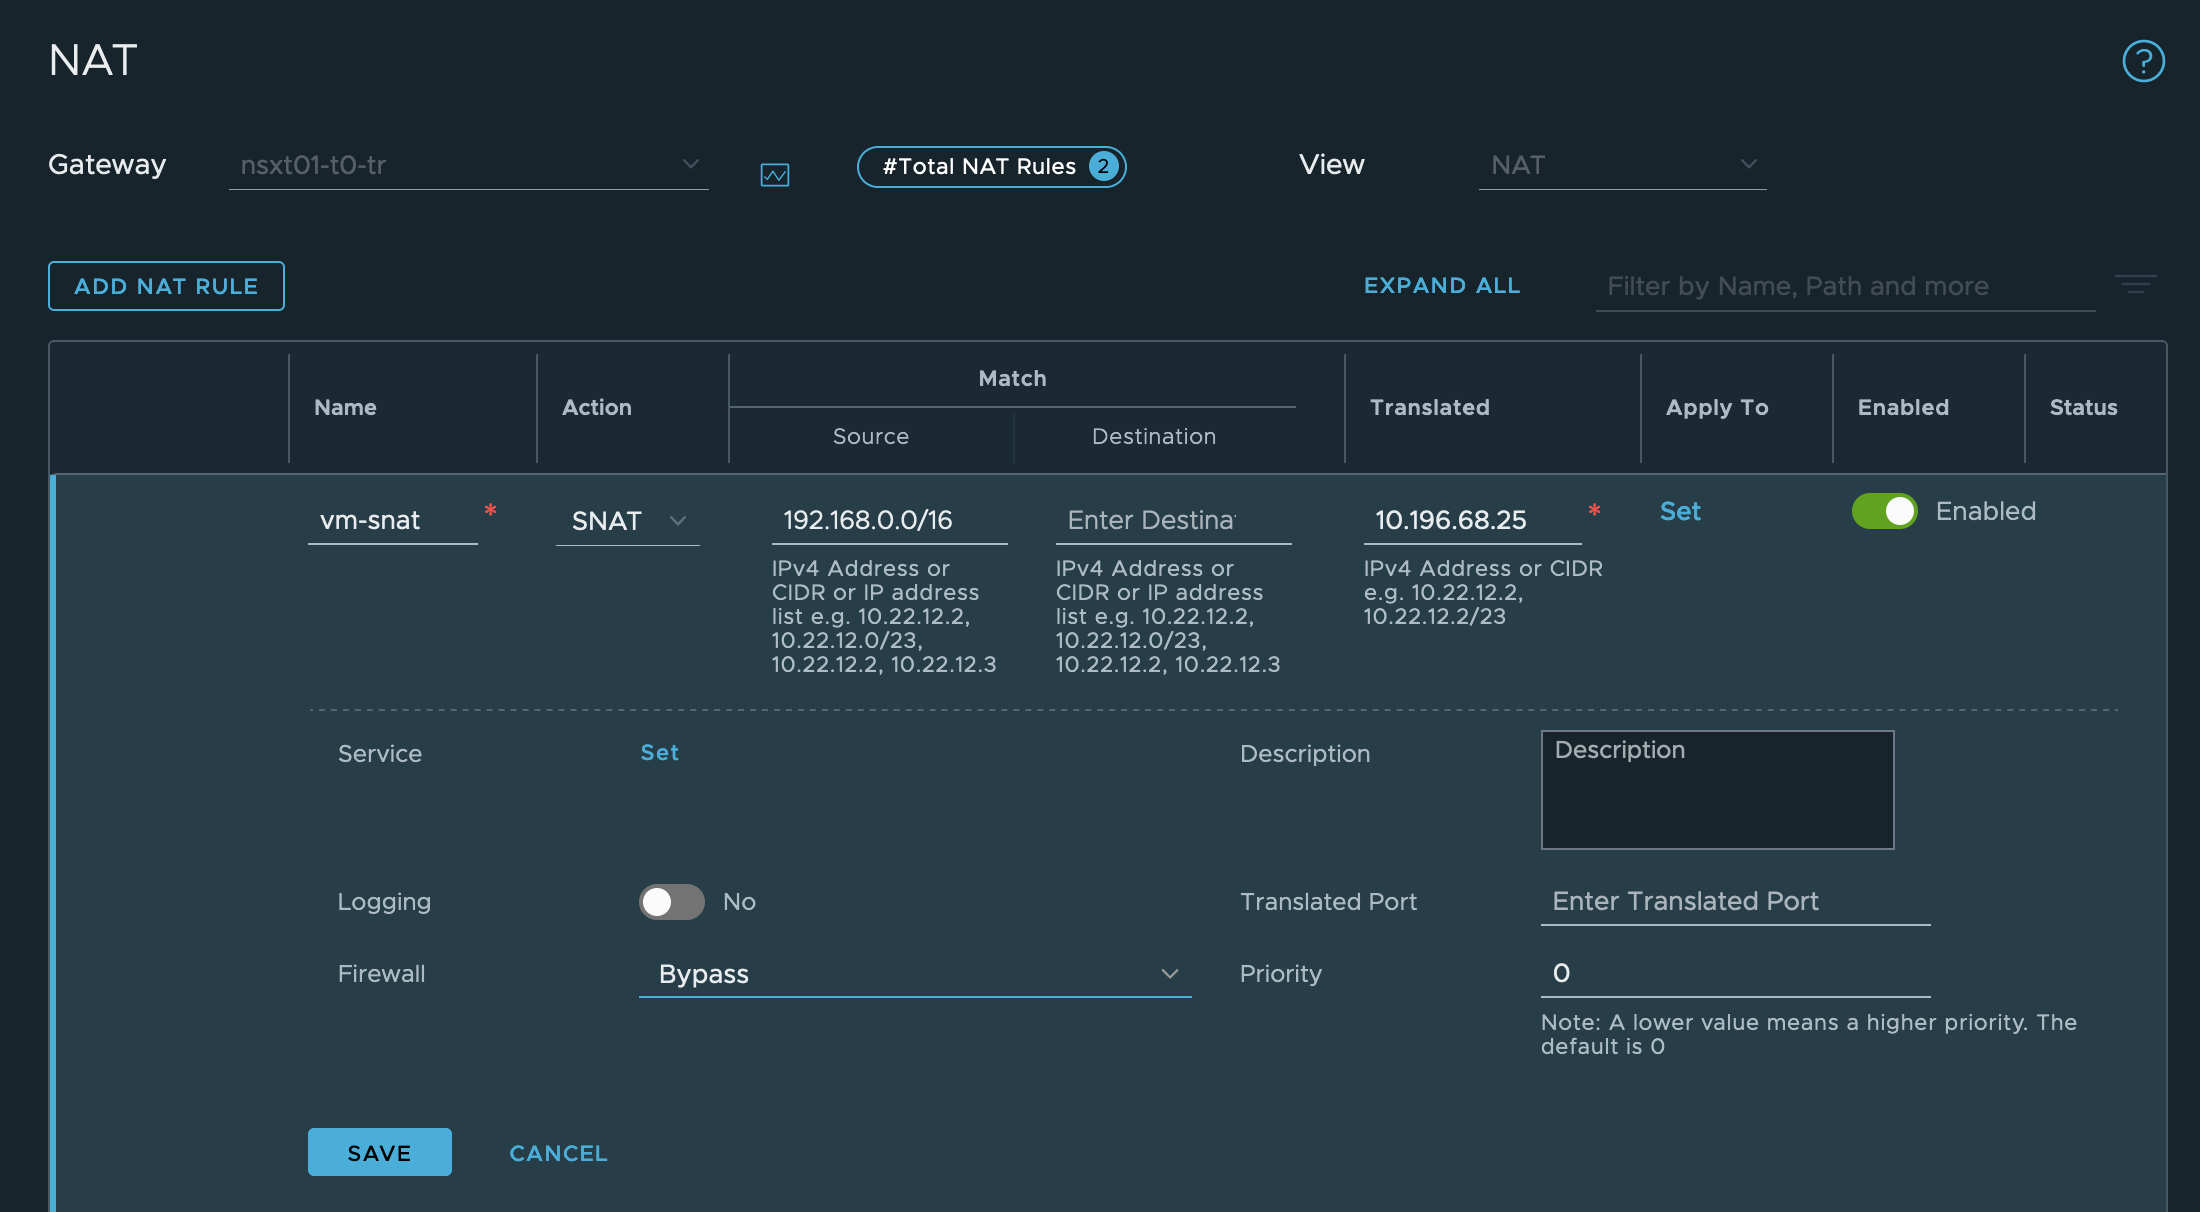 NAT
?
Gateway
nsxt01-t0-tr
#Total NAT Rules 2
View
NAT
ADD NAT RULE
EXPAND ALL
Filter by Name, Path and more
Name
Action
Match
Source
Destination
Translated
Apply To
Enabled
Status
vm-snat *
SNAT
192.168.0.0/16
IPv4 Address or
CIDR or IP address
list e.g. 10.22.12.2,
10.22.12.0/23,
10.22.12.2, 10.22.12.3
Enter Destina
IPv4 Address or
CIDR or IP address
list e.g. 10.22.12.2,
10.22.12.0/23,
10.22.12.2, 10.22.12.3
10.196.68.25 *
IPv4 Address or CIDR
e.g. 10.22.12.2,
10.22.12.2/23
Set
Enabled
Service
Set
Description
Description
Logging
No
Translated Port
Enter Translated Port
Firewall
Bypass
Priority
0
Note: A lower value means a higher priority. The
default is 0
SAVE
CANCEL